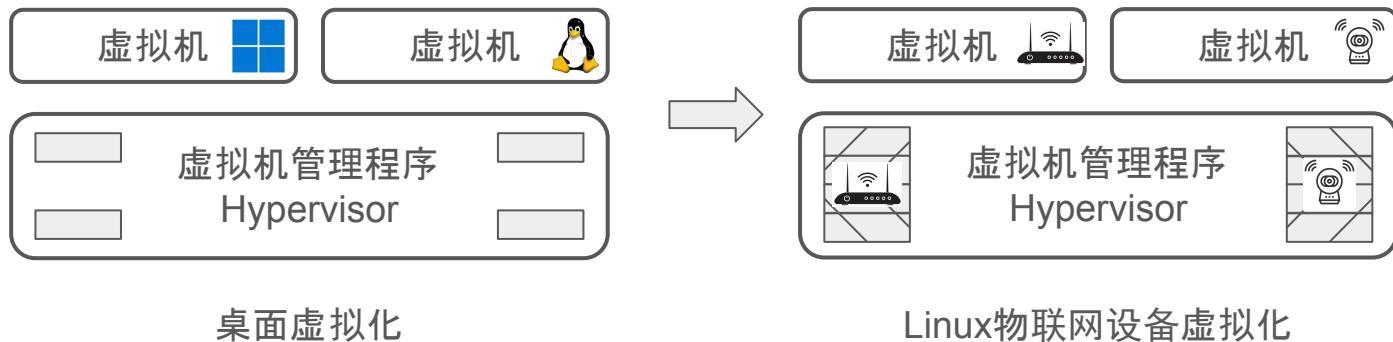 虚拟机
虚拟机
虚拟机
虚拟机
虚拟机管理程序
Hypervisor
虚拟机管理程序
Hypervisor
桌面虚拟化
Linux物联网设备虚拟化